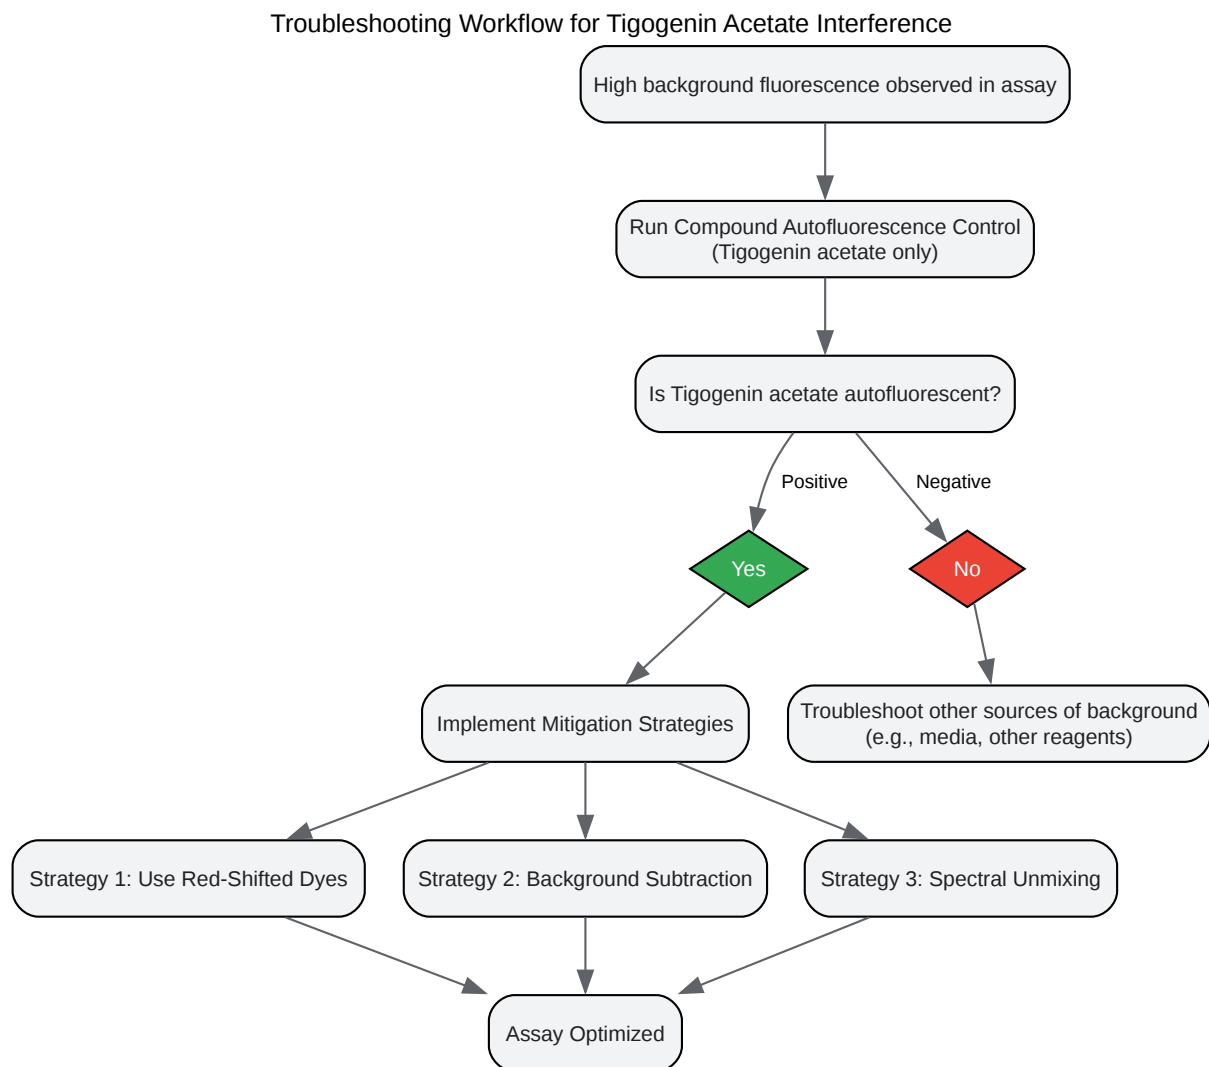 Troubleshooting Workflow for Tigogenin Acetate Interference
High background fluorescence observed in assay
Run Compound Autofluorescence Control
(Tigogenin acetate only)
Is Tigogenin acetate autofluorescent?
Positive
Negative
Yes
No
Implement Mitigation Strategies
Troubleshoot other sources of background
(e.g., media, other reagents)
Strategy 1: Use Red-Shifted Dyes
Strategy 2: Background Subtraction
Strategy 3: Spectral Unmixing
Assay Optimized